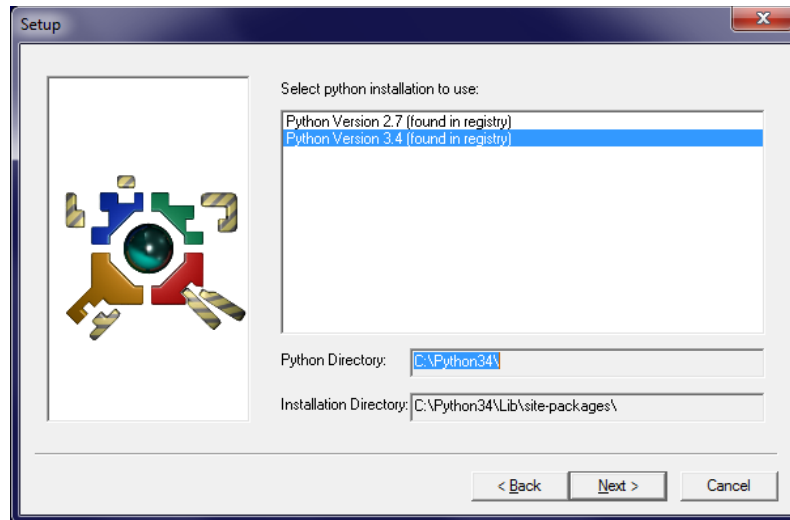 Setup
Select python installation to use:
Python Version 2.7 (found in registry)
Python Version 3.4 (found in registry)
Python Directory: C:\Python34\
Installation Directory: C:\Python34\Lib\site-packages\
< Back Next > Cancel